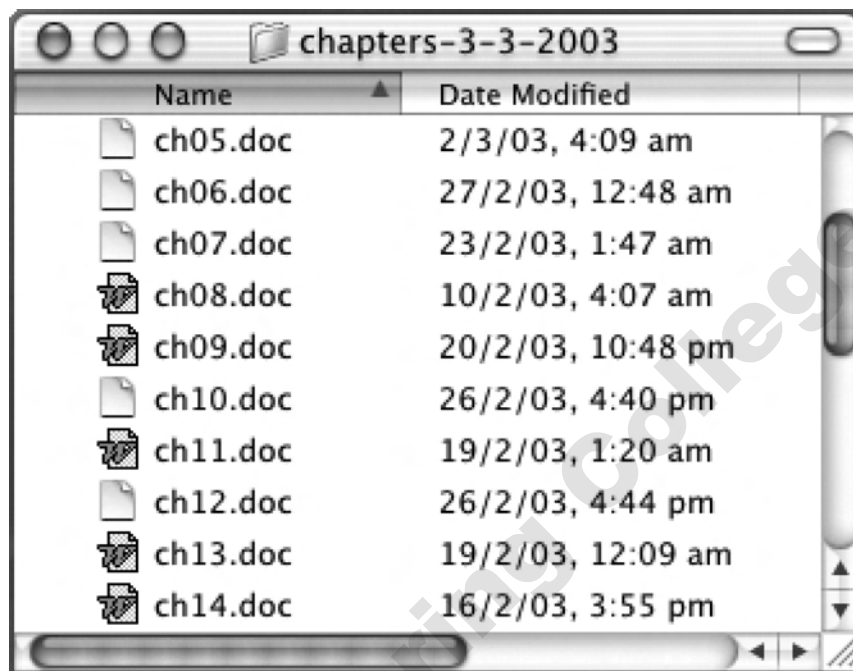 chapters-3-3-2003
Name Date Modified
ch05.doc 2/3/03, 4:09 am
ch06.doc 27/2/03, 12:48 am
ch07.doc 23/2/03, 1:47 am
ch08.doc 10/2/03, 4:07 am
ch09.doc 20/2/03, 10:48 pm
ch10.doc 26/2/03, 4:40 pm
ch11.doc 19/2/03, 1:20 am
ch12.doc 26/2/03, 4:44 pm
ch13.doc 19/2/03, 12:09 am
ch14.doc 16/2/03, 3:55 pm
ring College